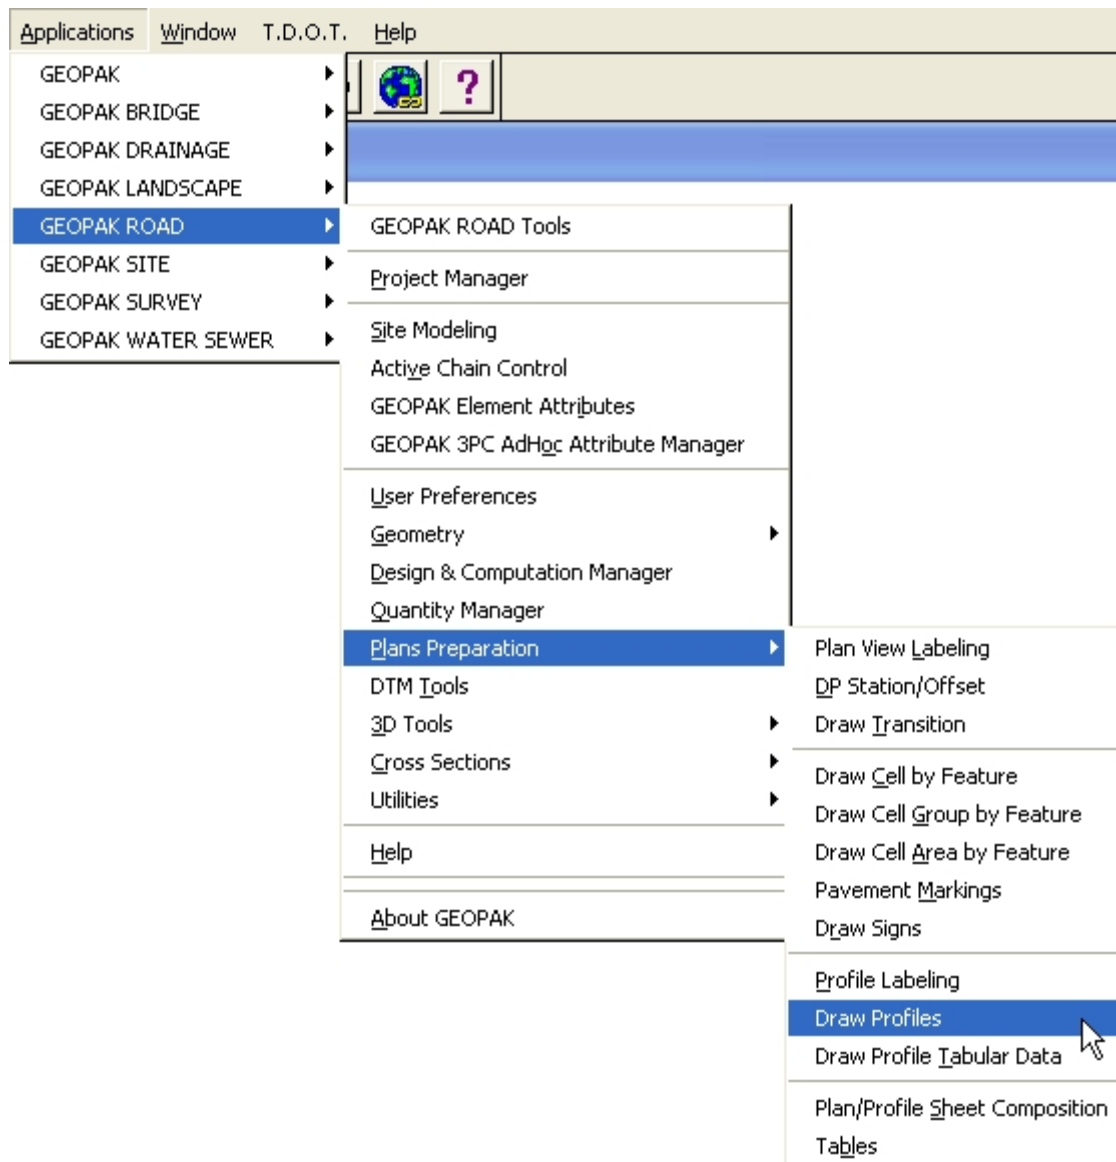 Applications Window T.D.O.T. Help
GEOPAK
GEOPAK BRIDGE
GEOPAK DRAINAGE
GEOPAK LANDSCAPE
GEOPAK ROAD
GEOPAK SITE
GEOPAK SURVEY
GEOPAK WATER SEWER
?
GEOPAK ROAD Tools
Project Manager
Site Modeling
Active Chain Control
GEOPAK Element Attributes
GEOPAK 3PC AdHoc Attribute Manager
User Preferences
Geometry
Design & Computation Manager
Quantity Manager
Plans Preparation
DTM Tools
3D Tools
Cross Sections
Utilities
Help
About GEOPAK
Plan View Labeling
DP Station/Offset
Draw Transition
Draw Cell by Feature
Draw Cell Group by Feature
Draw Cell Area by Feature
Pavement Markings
Draw Signs
Profile Labeling
Draw Profiles
Draw Profile Tabular Data
Plan/Profile Sheet Composition
Tables